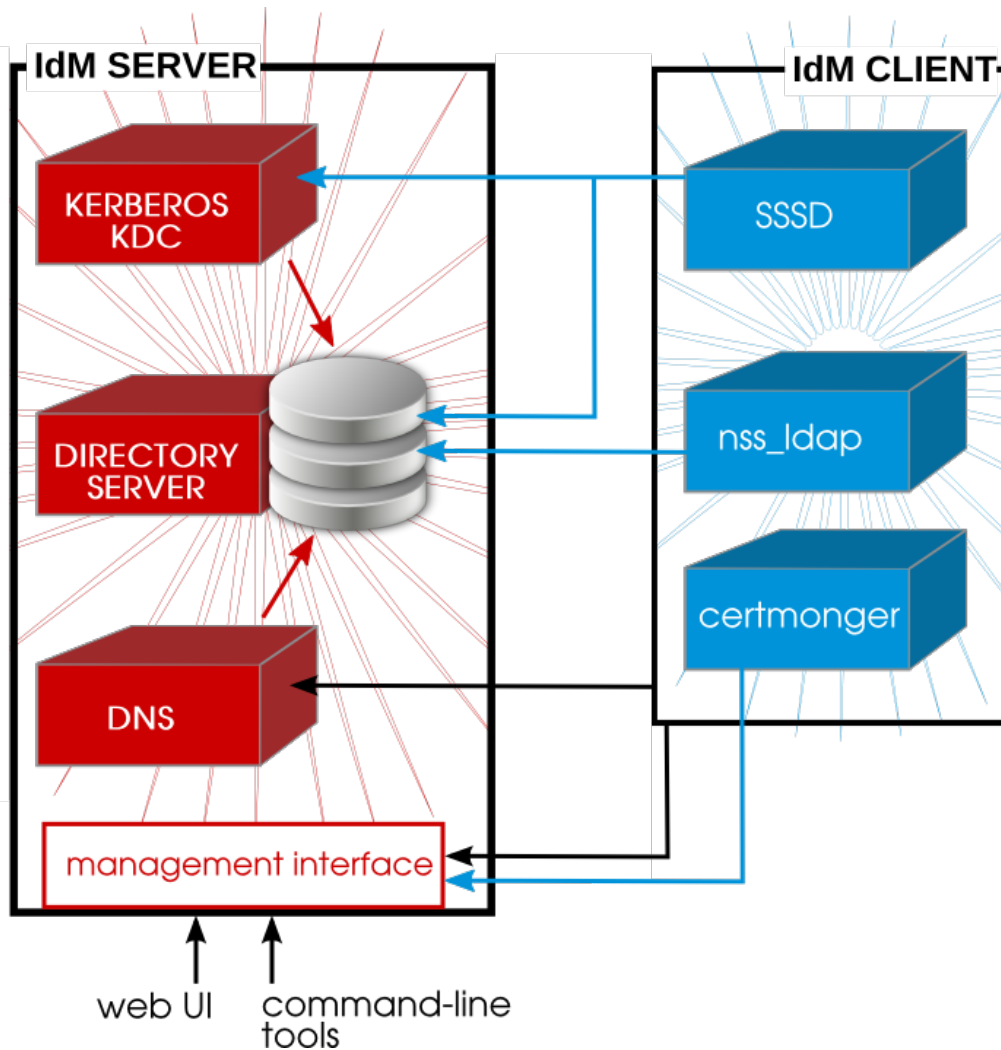 IdM SERVER
IdM CLIENT
KERBEROS
KDC
SSSD
DIRECTORY
SERVER
nss_ldap
certmonger
DNS
management interface
web UI
command-line
tools